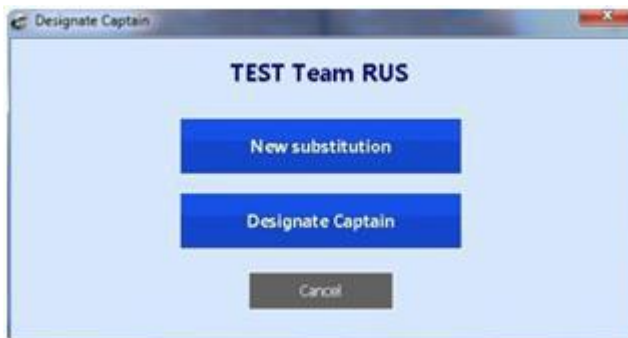 Designate Captain
TEST Team RUS
New substitution
Designate Captain
Cancel